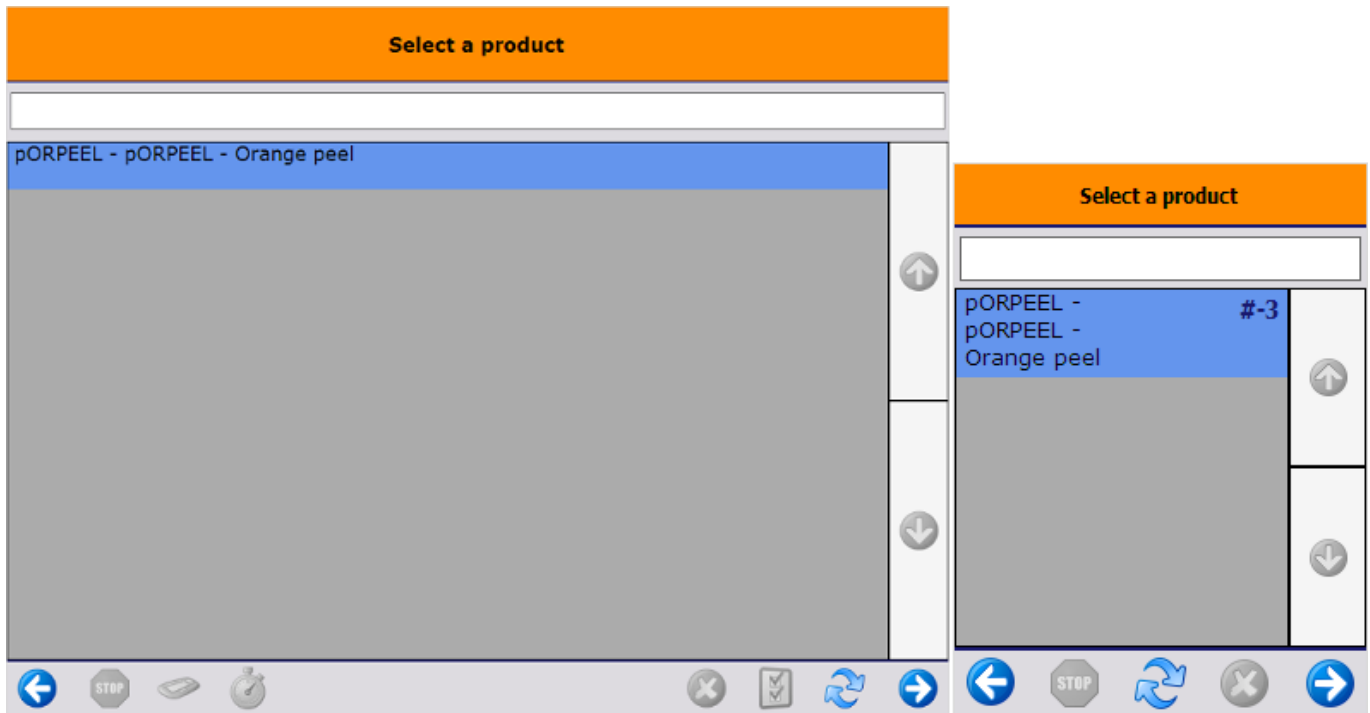 Select a product
pORPEEL - pORPEEL - Orange peel
STOP
Select a product
pORPEEL -
#-3
pORPEEL -
Orange peel
STOP